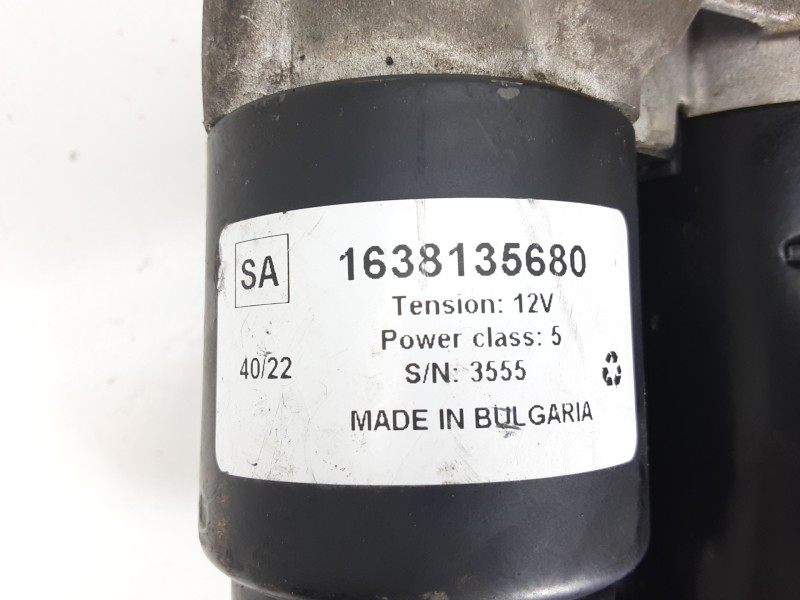 SA
1638135680
Tension: 12V
Power class: 5
40/22
S/N: 3555
MADE IN BULGARIA